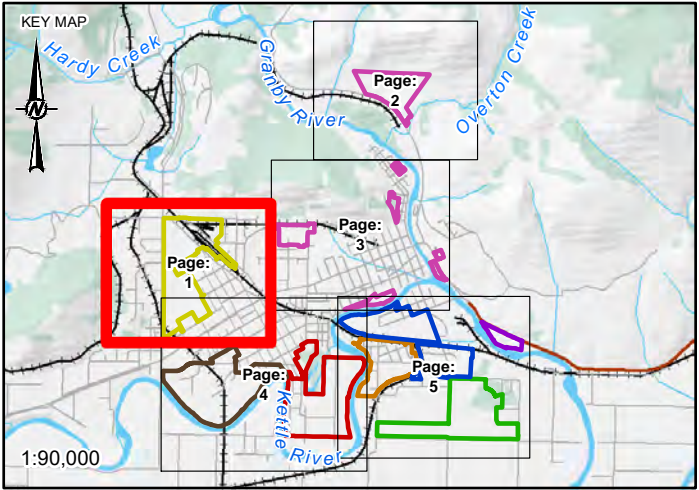 KEY MAP
Hardy Creek
N
Granby River
Overton Creek
Page:
2
Page:
3
Page:
1
Page:
4
Page:
5
Kettle River
1:90,000